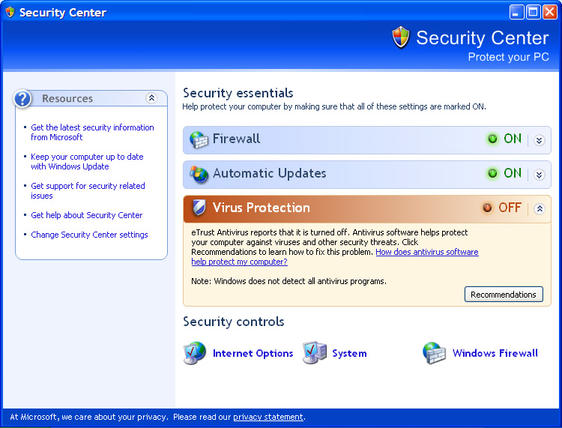 Security Center
Security Center
Protect your PC
Resources
Get the latest security information
from Microsoft
Keep your computer up to date
with Windows Update
Get support for security related
issues
Get help about Security Center
Change Security Center settings
Security essentials
Help protect your computer by making sure that all of these settings are marked ON.
Firewall ON
Automatic Updates ON
Virus Protection OFF
eTrust Antivirus reports that it is turned off. Antivirus software helps protect
your computer against viruses and other security threats. Click
Recommendations to learn how to fix this problem. How does antivirus software
help protect my computer?
Note: Windows does not detect all antivirus programs.
Recommendations
Security controls
Internet Options System Windows Firewall
At Microsoft, we care about your privacy. Please read our privacy statement.